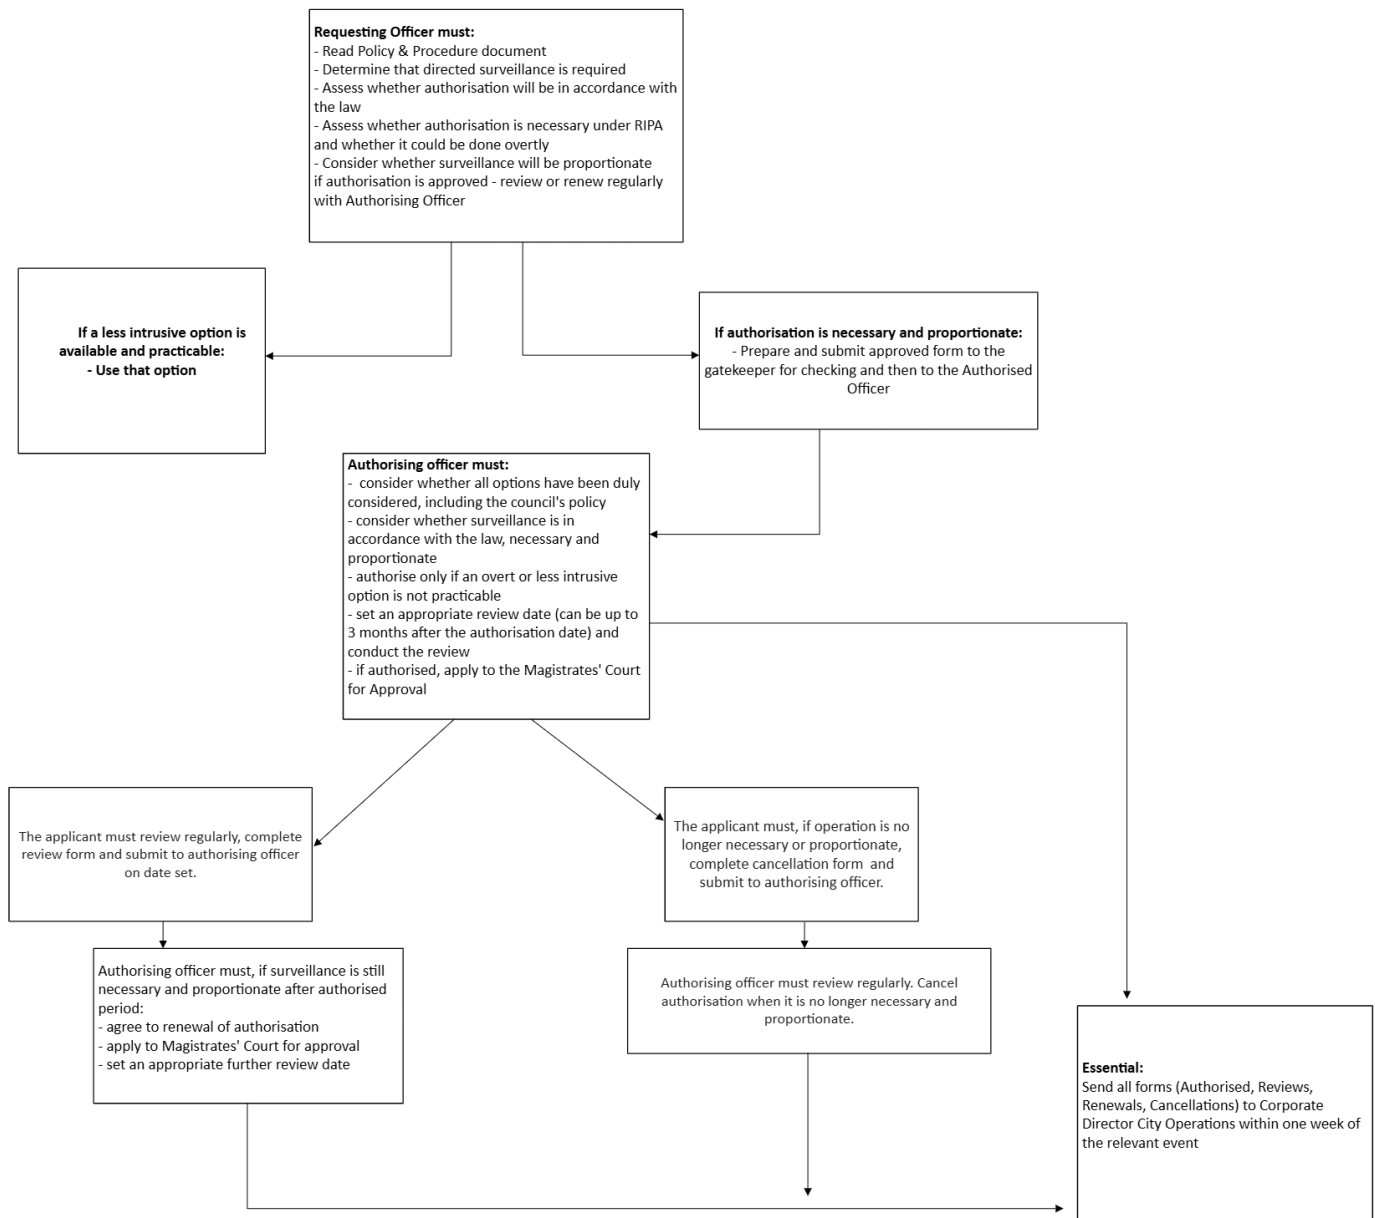 Requesting Officer must:
- Read Policy & Procedure document
- Determine that directed surveillance is required
- Assess whether authorisation will be in accordance with
the law
- Assess whether authorisation is necessary under RIPA
and whether it could be done overtly
- Consider whether surveillance will be proportionate
if authorisation is approved - review or renew regularly
with Authorising Officer
If a less intrusive option is
available and practicable:
- Use that option
If authorisation is necessary and proportionate:
- Prepare and submit approved form to the
gatekeeper for checking and then to the Authorised
Officer
Authorising officer must:
- consider whether all options have been duly
considered, including the council's policy
- consider whether surveillance is in
accordance with the law, necessary and
proportionate
- authorise only if an overt or less intrusive
option is not practicable
- set an appropriate review date (can be up to
3 months after the authorisation date) and
conduct the review
- if authorised, apply to the Magistrates' Court
for Approval
The applicant must review regularly, complete
review form and submit to authorising officer
on date set.
The applicant must, if operation is no
longer necessary or proportionate,
complete cancellation form and
submit to authorising officer.
Authorising officer must, if surveillance is still
necessary and proportionate after authorised
period:
- agree to renewal of authorisation
- apply to Magistrates' Court for approval
- set an appropriate further review date
Authorising officer must review regularly. Cancel
authorisation when it is no longer necessary and
proportionate.
Essential:
Send all forms (Authorised, Reviews,
Renewals, Cancellations) to Corporate
Director City Operations within one week of
the relevant event